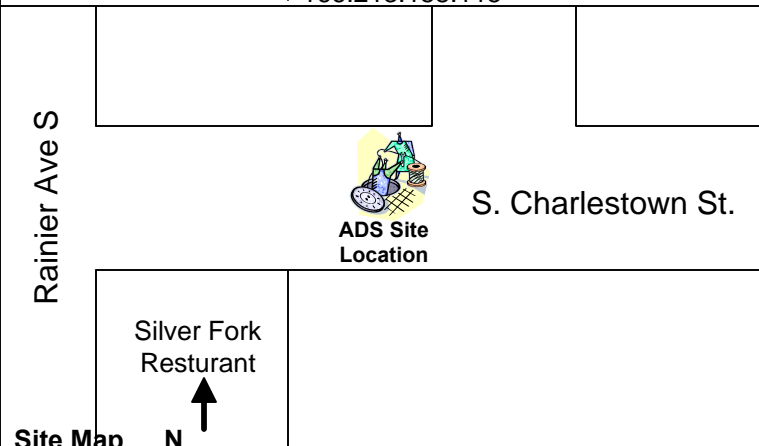 Rainier Ave S
ADS Site
Location
S. Charlestown St.
Silver Fork
Resturant
Site Map N